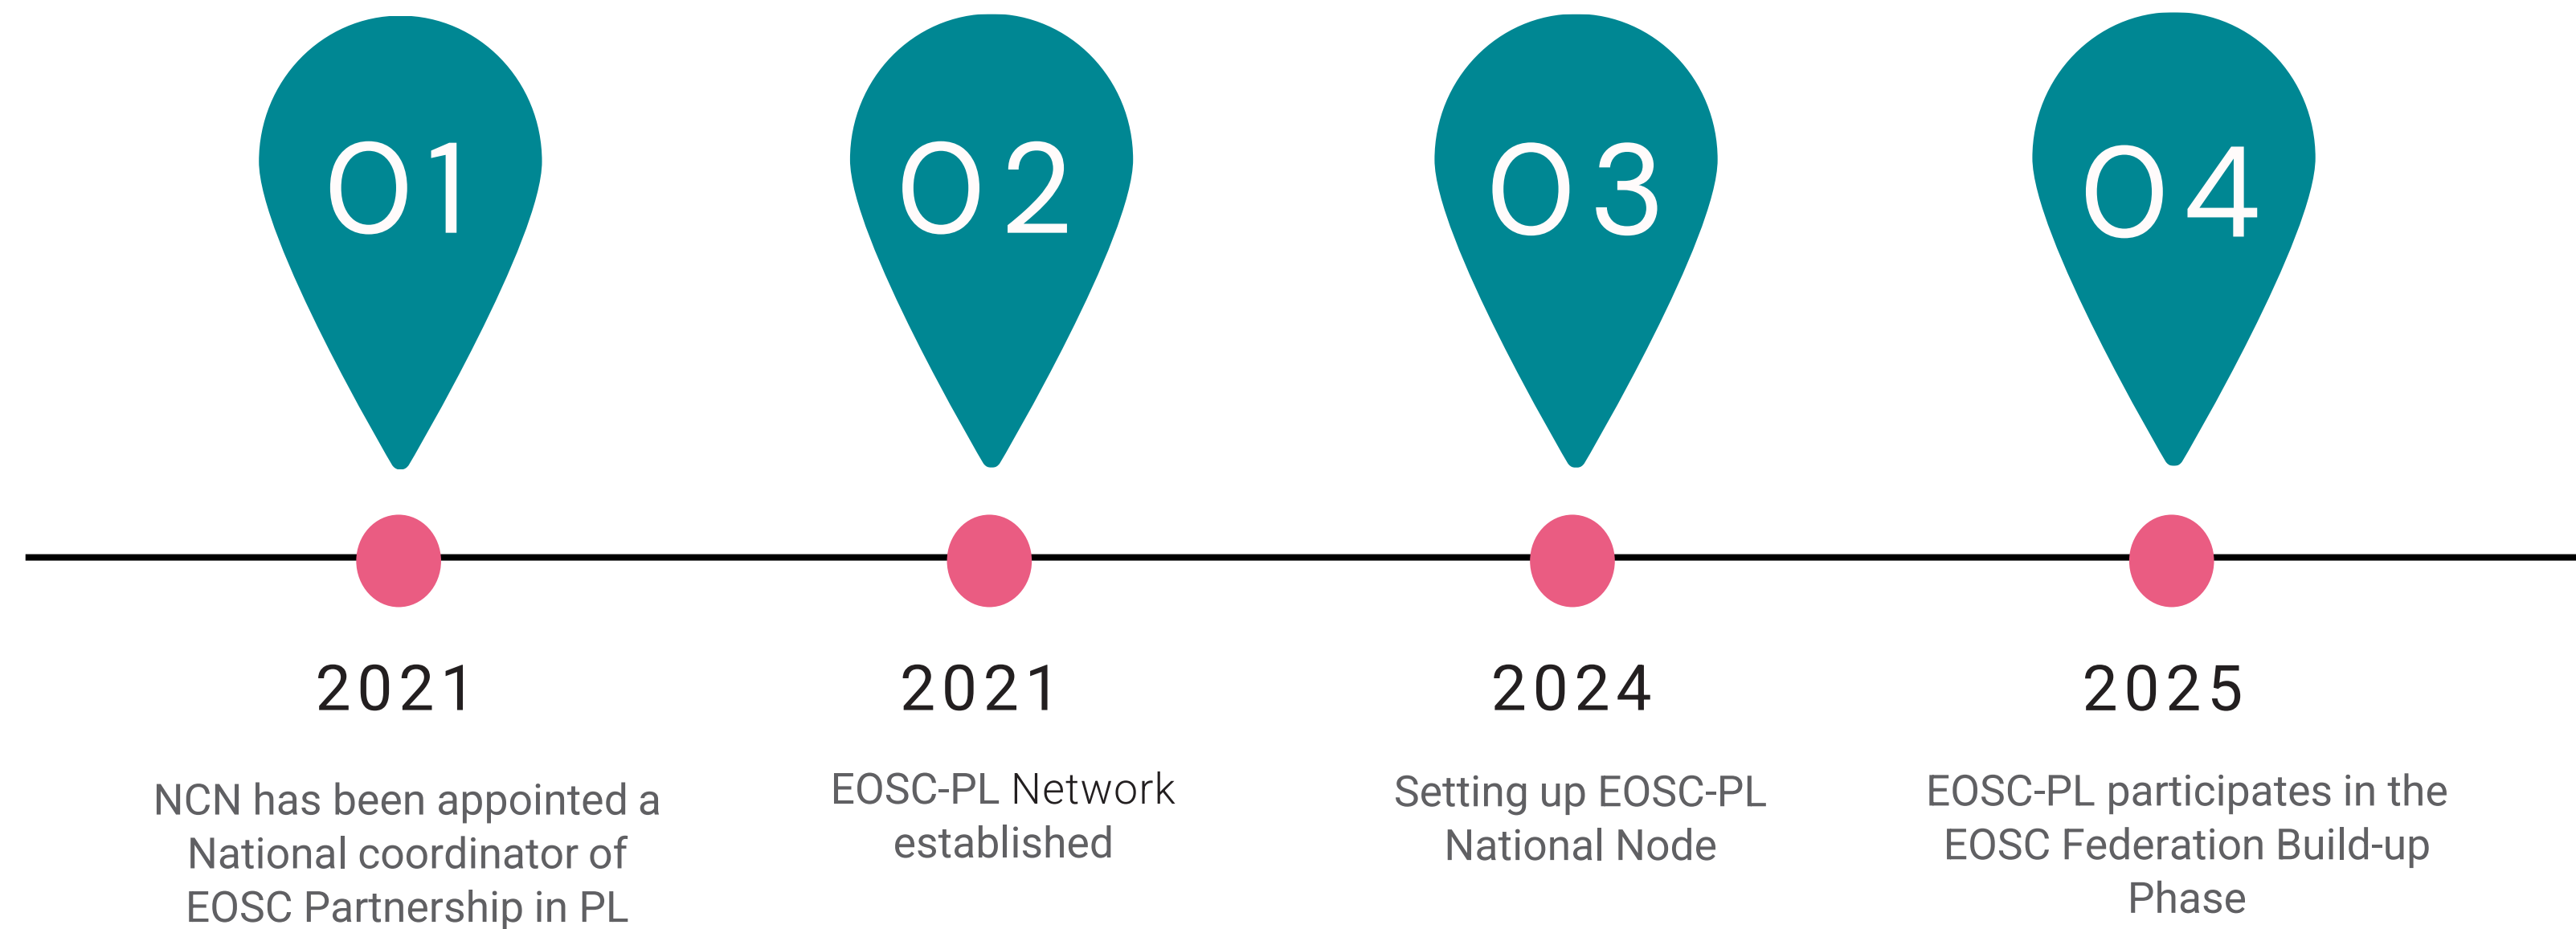 01
02
03
04
2021
2021
2024
2025
NCN has been appointed a
National coordinator of
EOSC Partnership in PL
EOSC-PL Network
established
Setting up EOSC-PL
National Node
EOSC-PL participates in the
EOSC Federation Build-up
Phase